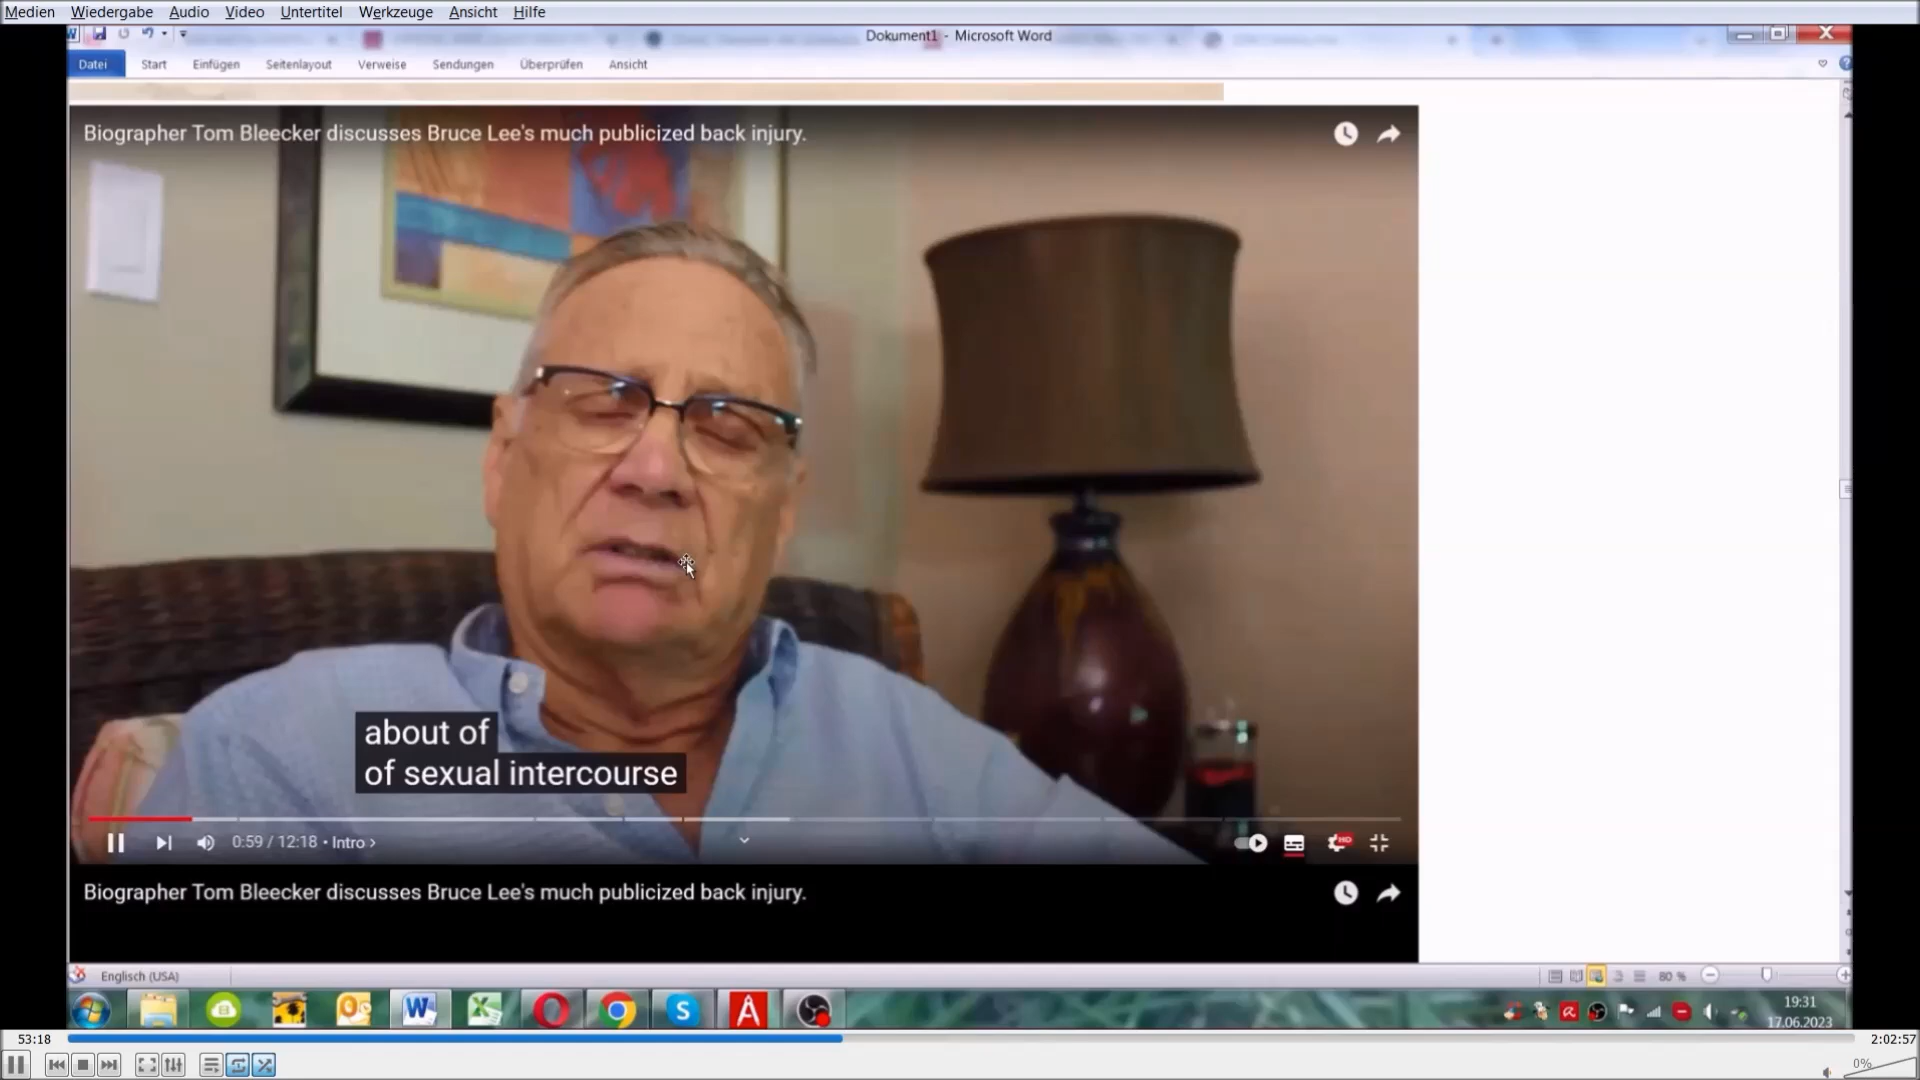 Medien Wiedergabe Audio Video Untertitel Werkzeuge Ansicht Hilfe
Dokument1 - Microsoft Word
Datei Start Einfügen Seitenlayout Verweise Sendungen Überprüfen Ansicht
Biographer Tom Bleecker discusses Bruce Lee's much publicized back injury.
about of
of sexual intercourse
0:59 / 12:18 • Intro ›
HD
Biographer Tom Bleecker discusses Bruce Lee's much publicized back injury.
Englisch (USA)
80 %
19:31
17.06.2023
53:18
2:02:57
0%